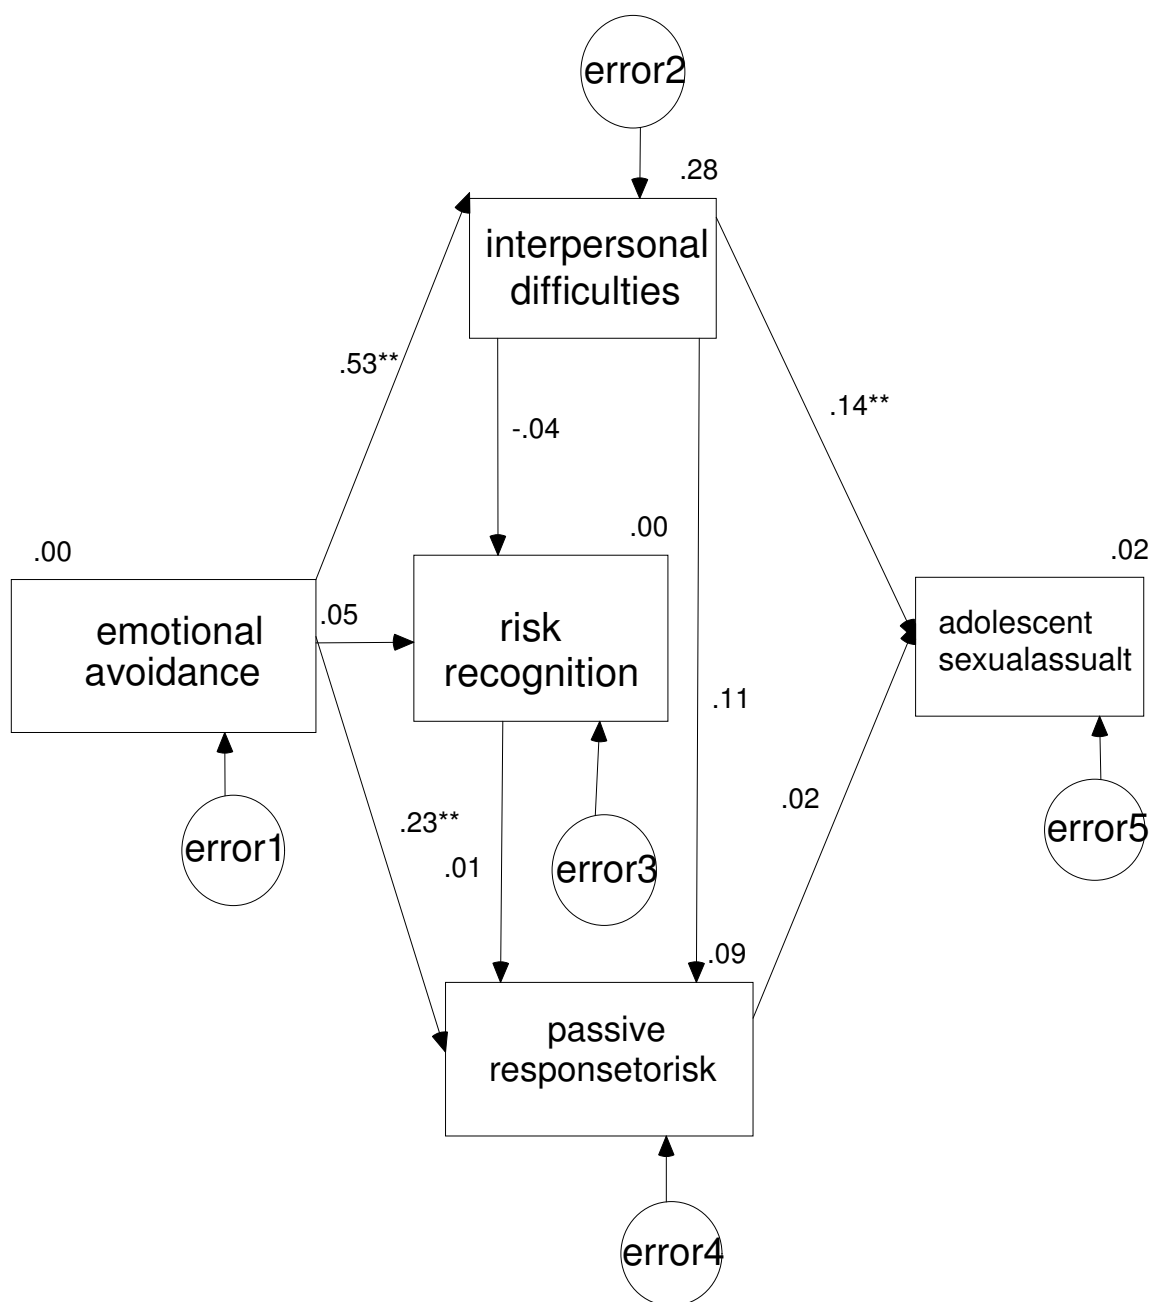 error2
.28
interpersonal
difficulties
.53**
.14**
-.04
.00
.00
.02
emotional
avoidance
.05
risk
recognition
adolescent
sexualassualt
.11
.02
.23**
.01
error1
error3
error5
.09
passive
responsetorisk
error4